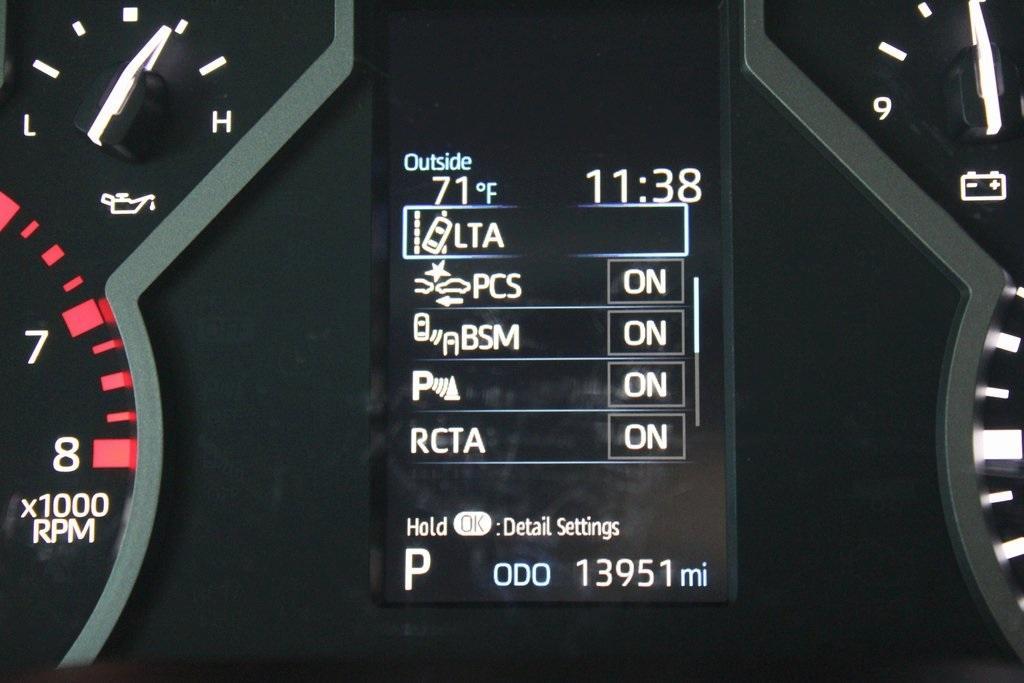 L
H
9
Outside
71°F 11:38
LTA
PCS ON
BSM ON
P ON
RCTA ON
Hold OK : Detail Settings
P ODO 13951 mi
7
8
x1000
RPM